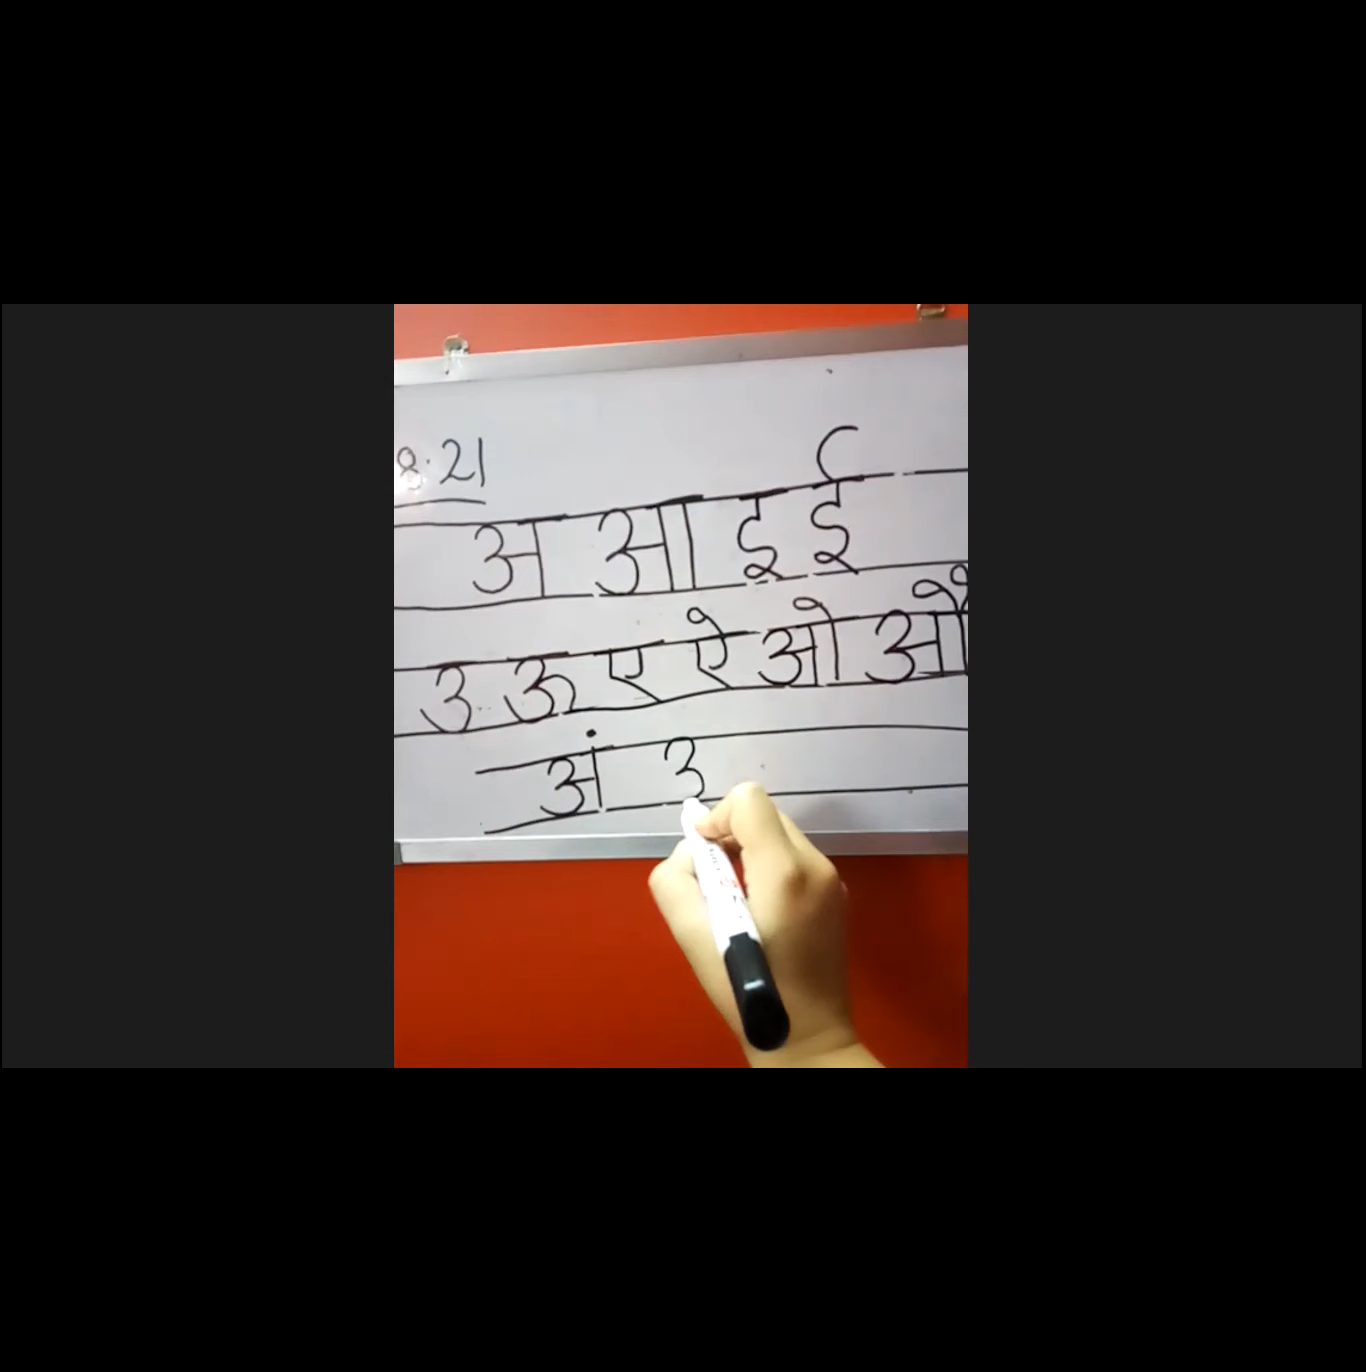 8.21
अ आ इ ई
उ ऊ ए ऐ ओ औ
अं उ